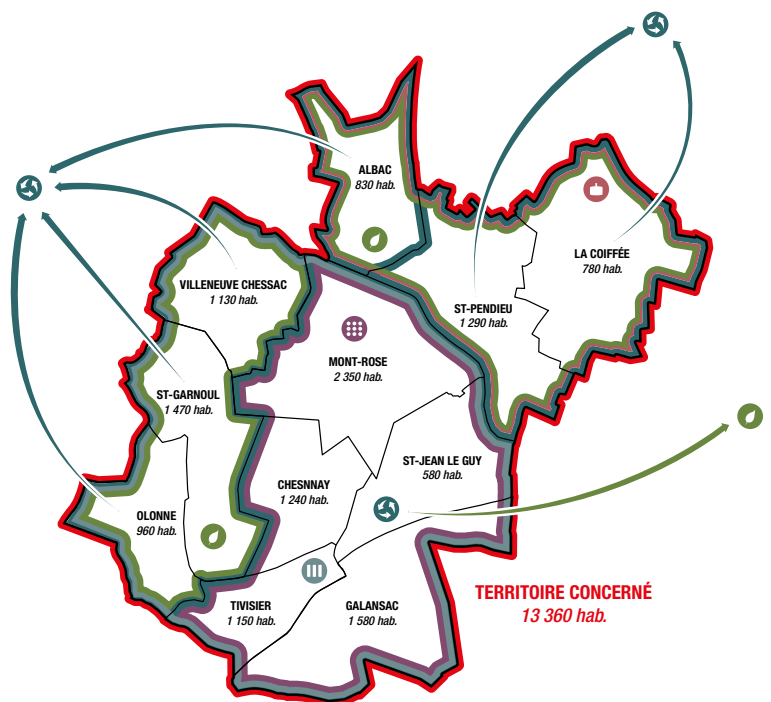 ALBAC
830 hab.
LA COIFFÉE
780 hab.
VILLENEUVE CHESSAC
1 130 hab.
ST-PENDIEU
1 290 hab.
MONT-ROSE
2 350 hab.
ST-GARNOUL
1 470 hab.
ST-JEAN LE GUY
580 hab.
CHESNNAY
1 240 hab.
OLONNE
960 hab.
TIVISIER
1 150 hab.
GALANSAC
1 580 hab.
TERRITOIRE CONCERNÉ
13 360 hab.